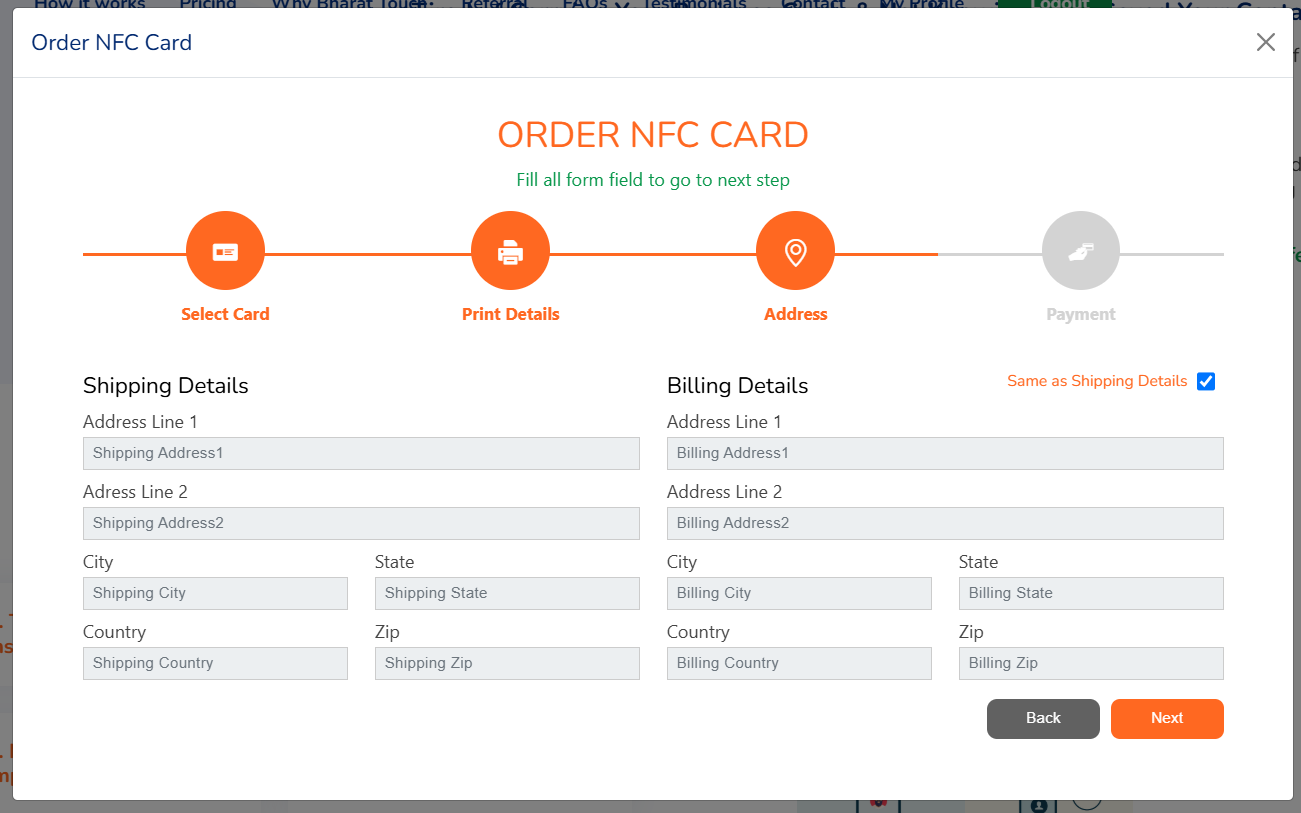 How it works Pricing Why Bharat Touch Referral FAQs Testimonials Contact My Profile Logout
Order NFC Card
ORDER NFC CARD
Fill all form field to go to next step
Select Card Print Details Address Payment
Shipping Details
Address Line 1
Shipping Address1
Adress Line 2
Shipping Address2
City State
Shipping City Shipping State
Country Zip
Shipping Country Shipping Zip
Billing Details Same as Shipping Details
Address Line 1
Billing Address1
Address Line 2
Billing Address2
City State
Billing City Billing State
Country Zip
Billing Country Billing Zip
Back Next